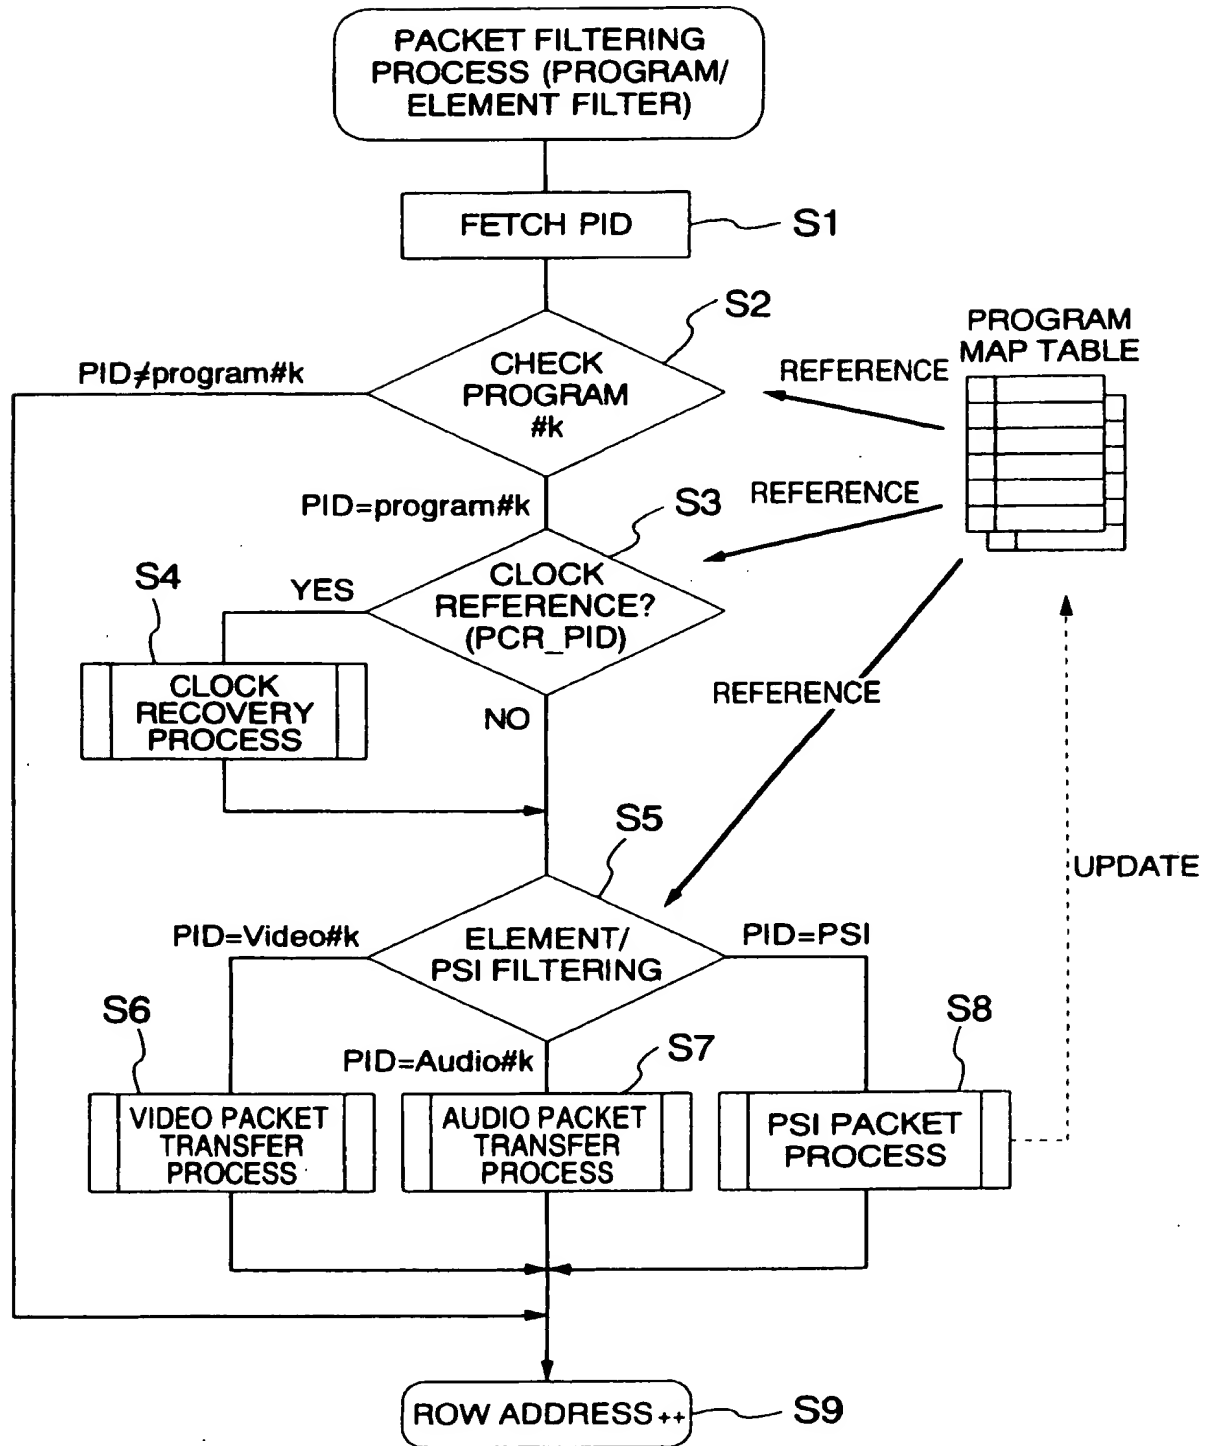 PACKET FILTERING
PROCESS (PROGRAM/
ELEMENT FILTER)
FETCH PID
S1
S2
CHECK
PROGRAM
#k
PID≠program#k
PROGRAM
MAP TABLE
REFERENCE
PID=program#k
S3
REFERENCE
CLOCK
REFERENCE?
(PCR_PID)
YES
S4
CLOCK
RECOVERY
PROCESS
NO
REFERENCE
S5
UPDATE
ELEMENT/
PSI FILTERING
PID=Video#k
PID=PSI
S6
PID=Audio#k
S7
S8
VIDEO PACKET
TRANSFER
PROCESS
AUDIO PACKET
TRANSFER
PROCESS
PSI PACKET
PROCESS
ROW ADDRESS ++
S9